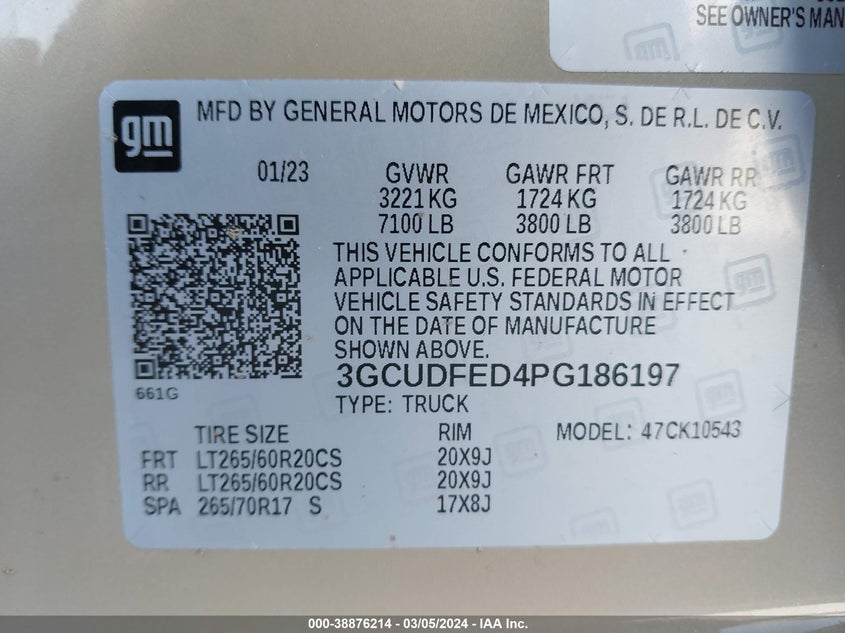 SEE OWNER'S MAN
gm
MFD BY GENERAL MOTORS DE MEXICO, S. DE R.L. DE C.V.
01/23 GVWR GAWR FRT GAWR RR
3221 KG 1724 KG 1724 KG
7100 LB 3800 LB 3800 LB
THIS VEHICLE CONFORMS TO ALL
APPLICABLE U.S. FEDERAL MOTOR
VEHICLE SAFETY STANDARDS IN EFFECT
ON THE DATE OF MANUFACTURE
SHOWN ABOVE.
3GCUDFED4PG186197
661G
TYPE: TRUCK
TIRE SIZE RIM MODEL: 47CK10543
FRT LT265/60R20CS 20X9J
RR LT265/60R20CS 20X9J
SPA 265/70R17 S 17X8J
000-38876214 - 03/05/2024 - IAA Inc.